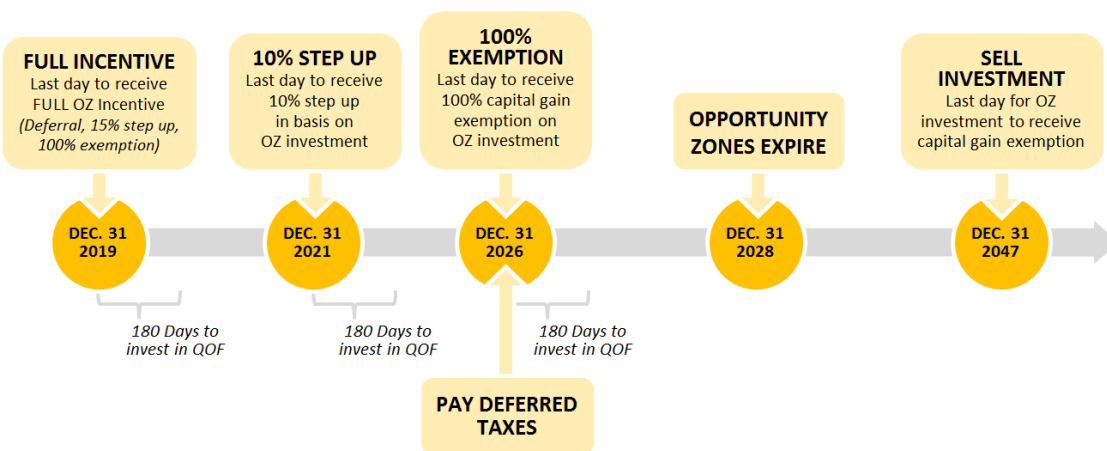 FULL INCENTIVE
Last day to receive
FULL OZ Incentive
(Deferral, 15% step up,
100% exemption)
10% STEP UP
Last day to receive
10% step up
in basis on
OZ investment
100%
EXEMPTION
Last day to receive
100% capital gain
exemption on
OZ investment
OPPORTUNITY
ZONES EXPIRE
SELL
INVESTMENT
Last day for OZ
investment to receive
capital gain exemption
DEC. 31
2019
DEC. 31
2021
DEC. 31
2026
DEC. 31
2028
DEC. 31
2047
180 Days to
invest in QOF
180 Days to
invest in QOF
180 Days to
invest in QOF
PAY DEFERRED
TAXES